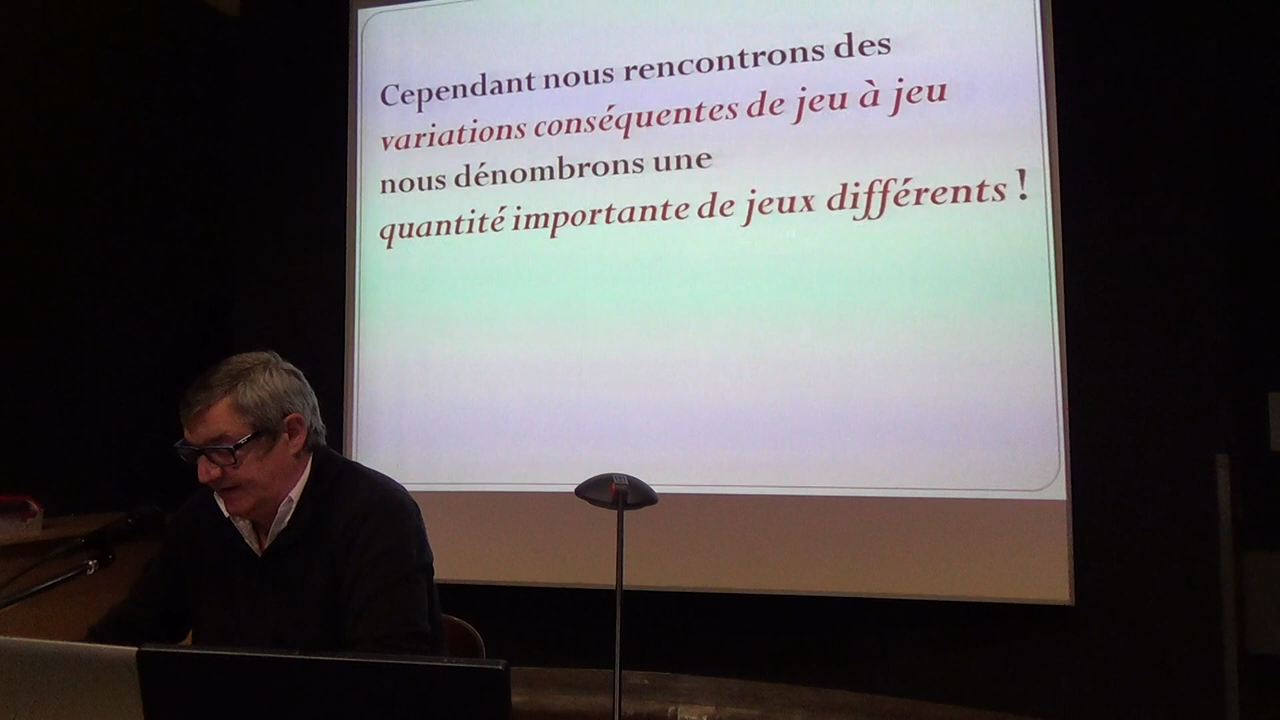 Cependant nous rencontrons des
variations conséquentes de jeu à jeu
nous dénombrons une
quantité importante de jeux différents !